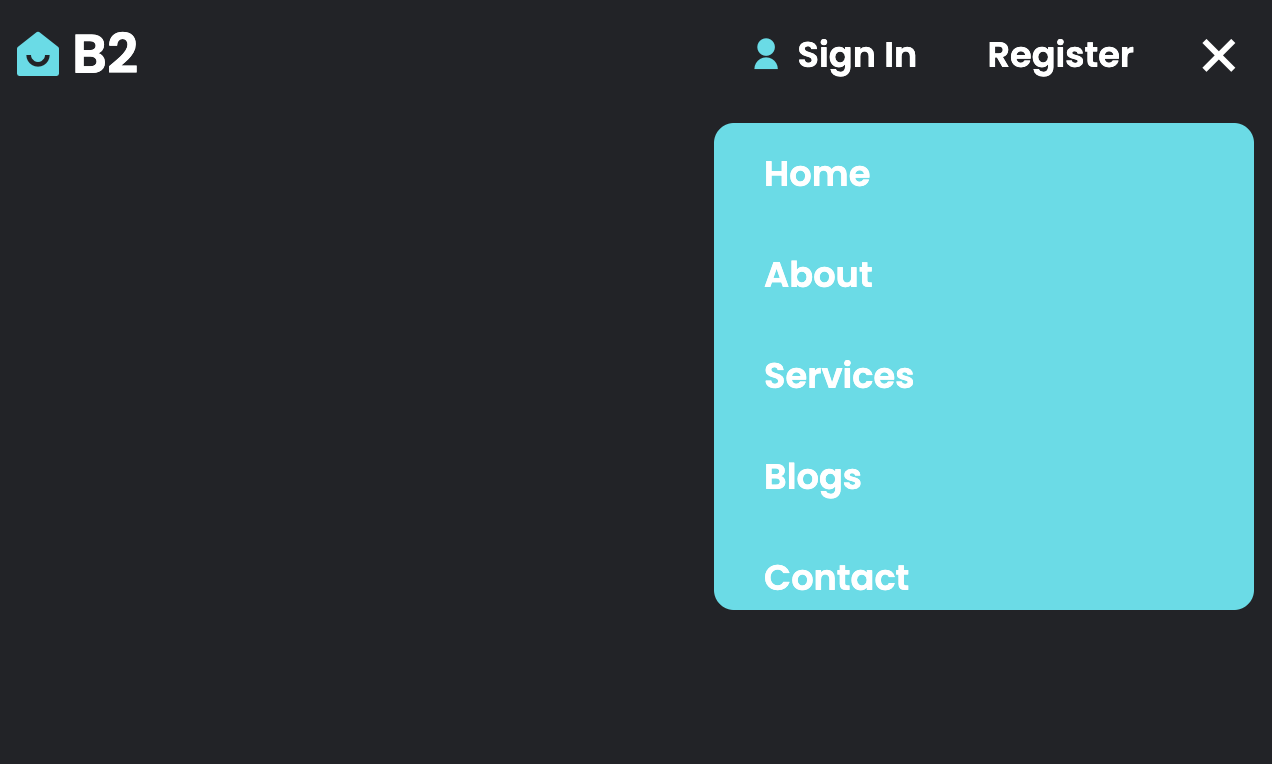 B2
Sign In
Register
Home
About
Services
Blogs
Contact